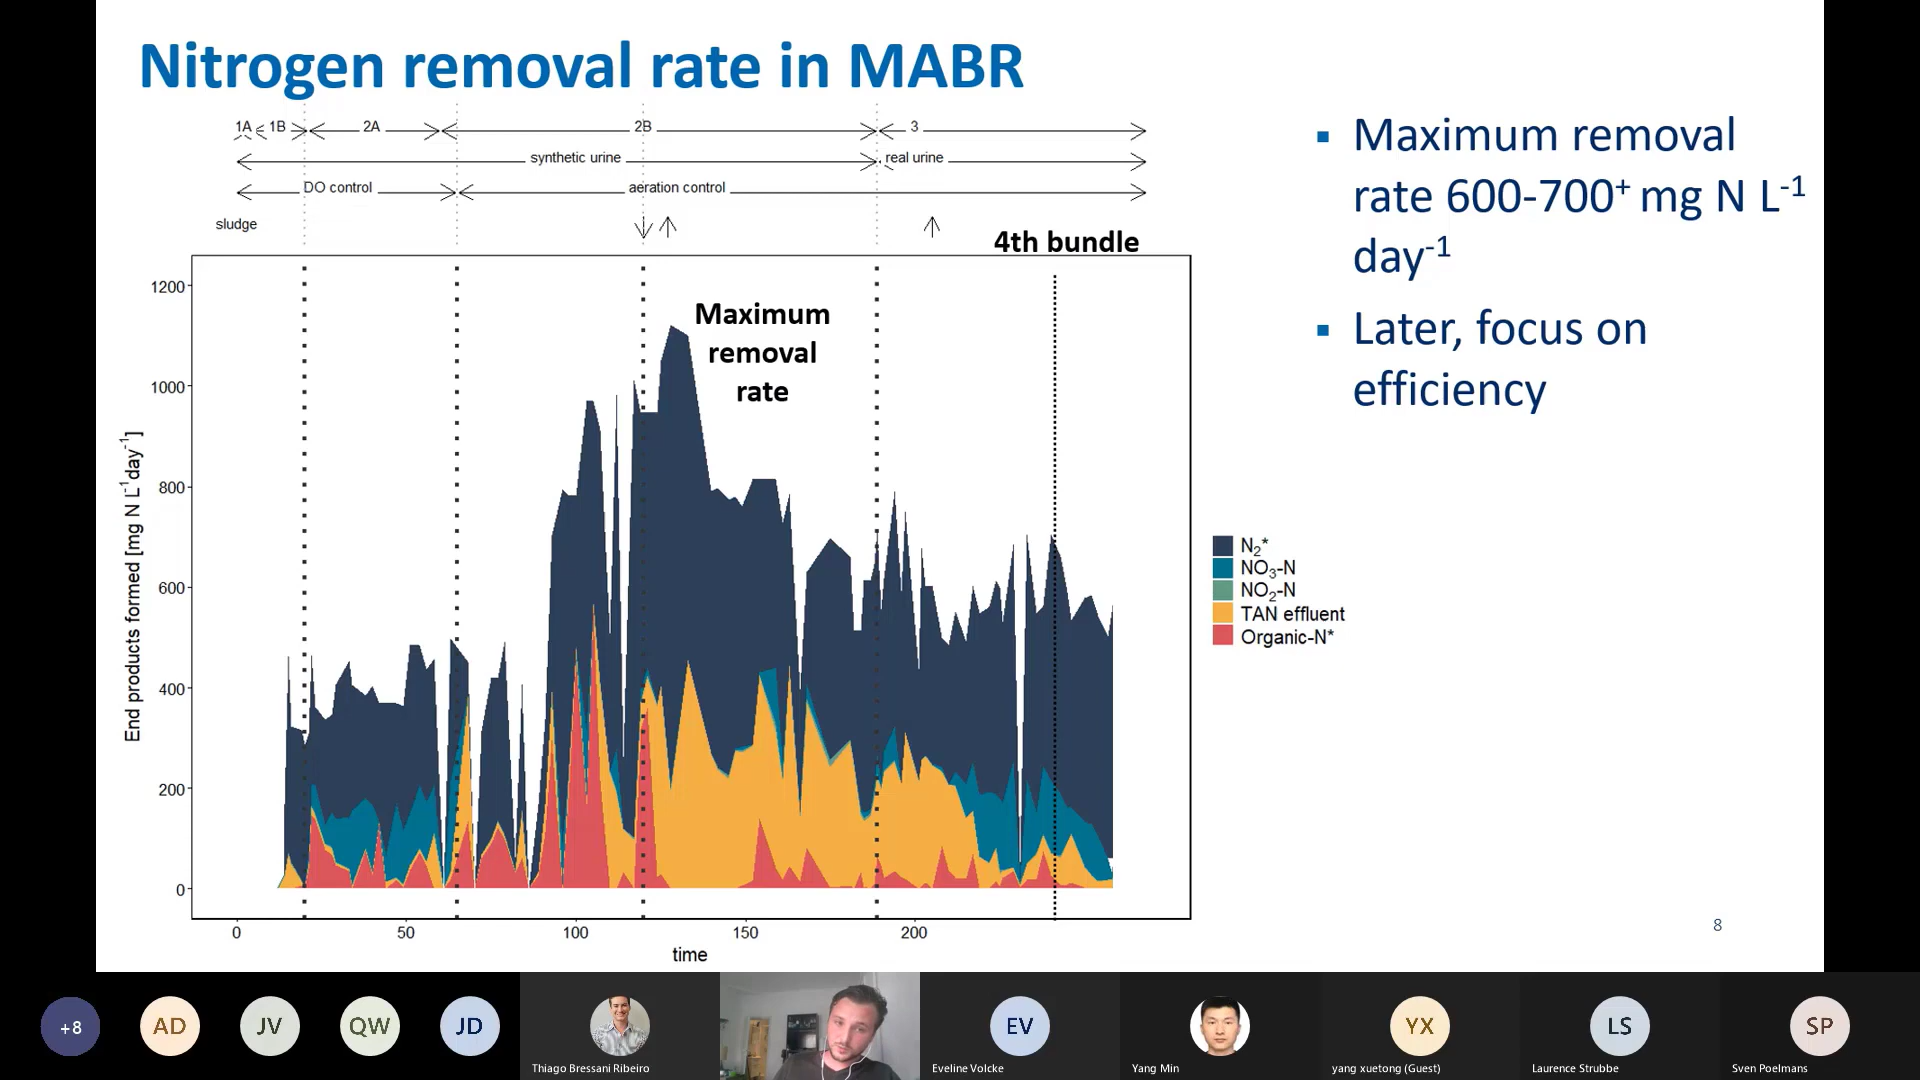 Nitrogen removal rate in MABR
1A 1B 2A 2B 3
synthetic urine real urine
DO control aeration control
sludge
4th bundle
Maximum
removal
rate
End products formed [mg N L-1day-1]
1200
1000
800
600
400
200
0
0 50 100 150 200
time
N2*
NO3-N
NO2-N
TAN effluent
Organic-N*
▪ Maximum removal
rate 600-700+ mg N L-1
day-1
▪ Later, focus on
efficiency
8
+8 AD JV QW JD EV YX LS SP
Thiago Bressani Ribeiro Eveline Volcke Yang Min yang xuetong (Guest) Laurence Strubbe Sven Poelmans